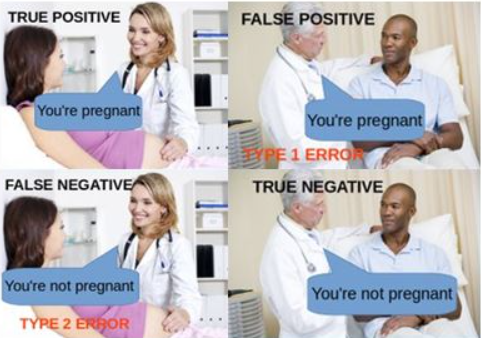 TRUE POSITIVE
You're pregnant
FALSE POSITIVE
You're pregnant
TYPE 1 ERROR
FALSE NEGATIVE
You're not pregnant
TYPE 2 ERROR
TRUE NEGATIVE
You're not pregnant